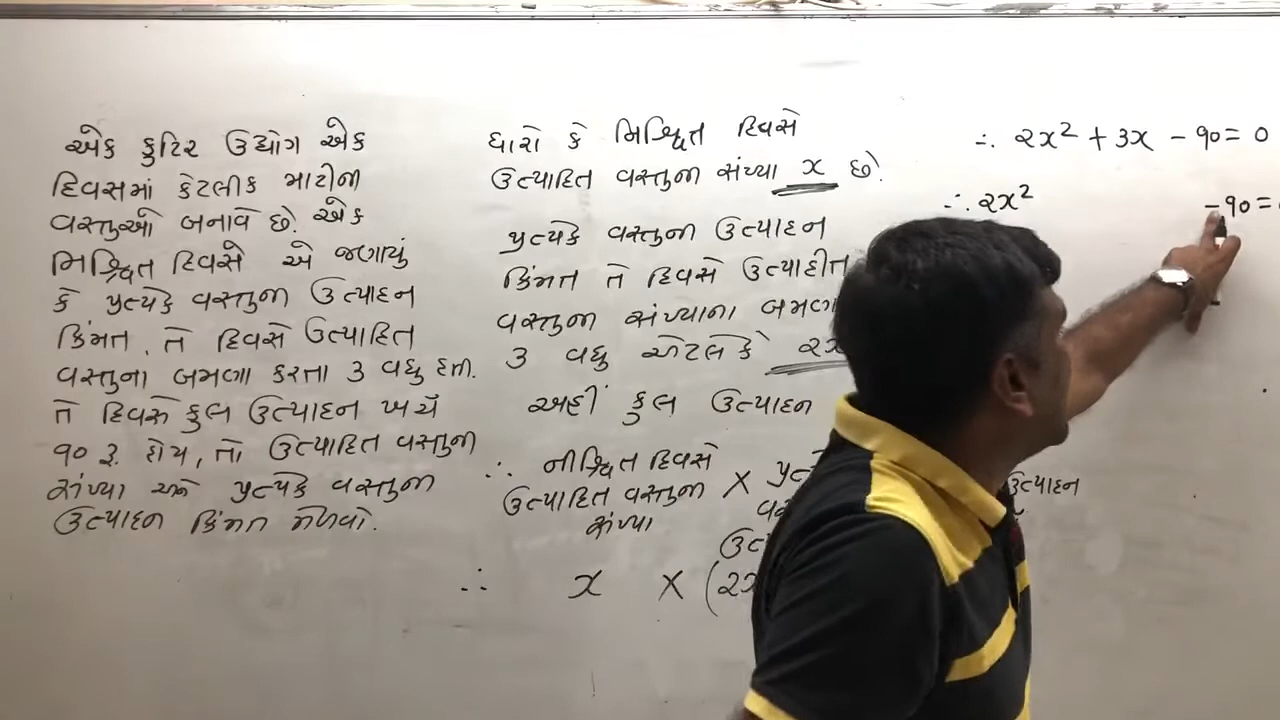 એક કુટિર ઉદ્યોગ એક
દિવસમાં કેટલીક માટીની
વસ્તુઓ બનાવે છે. એક
નિશ્ચિત દિવસે એ જણાયું
કે પ્રત્યેક વસ્તુની ઉત્પાદન
કિંમત, તે દિવસે ઉત્પાદિત
વસ્તુના બમણા કરતા ૩ વધુ હતી.
તે દિવસે કુલ ઉત્પાદન ખર્ચ
૯૦ રૂ. હોય, તો ઉત્પાદિત વસ્તુની
સંખ્યા અને પ્રત્યેક વસ્તુની
ઉત્પાદન કિંમત મેળવો.
ધારો કે નિશ્ચિત દિવસે
ઉત્પાદિત વસ્તુની સંખ્યા x છે.
પ્રત્યેક વસ્તુની ઉત્પાદન
કિંમત તે દિવસે ઉત્પાદીત
વસ્તુની સંખ્યાના બમણા
૩ વધુ એટલે કે ૨x
અહીં કુલ ઉત્પાદન
∴ નીશ્ચિત દિવસે
ઉત્પાદિત વસ્તુની ×
સંખ્યા
∴ x × (૨x
∴ ૨x² + ૩x - ૯૦ = 0
∴ ૨x² -૯૦ =
ઉત્પાદન